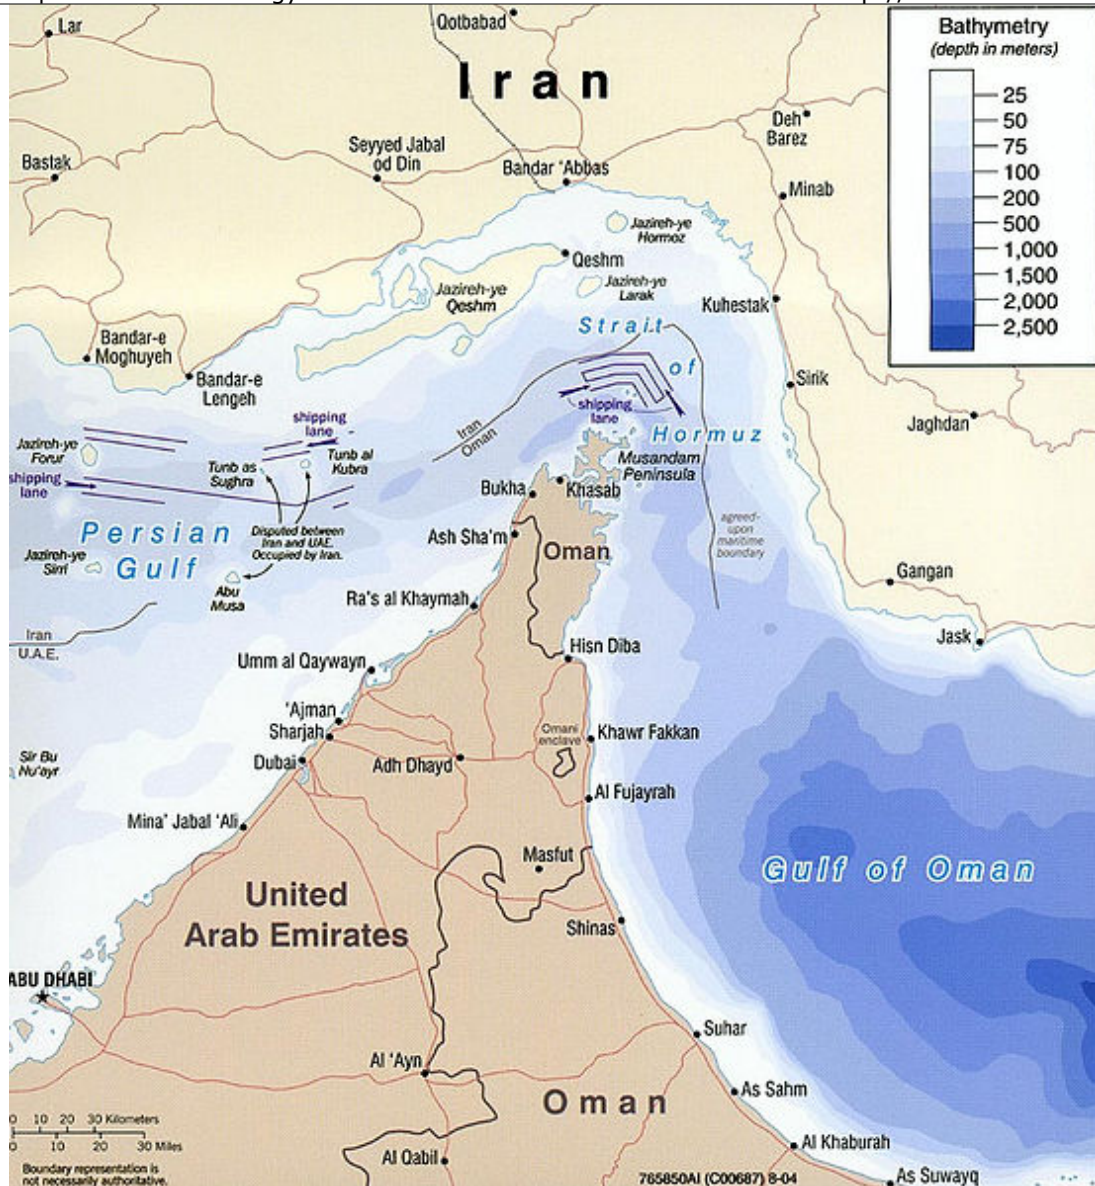 Lar
Qotbabad
Iran
Bathymetry
(depth in meters)
25
50
75
100
200
500
1,000
1,500
2,000
2,500
Deh
Barez
Seyyed Jabal
od Din
Bastak
Bandar 'Abbas
Minab
Jazireh-ye
Hormoz
Qeshm
Jazireh-ye
Larak
Jazireh-ye
Qeshm
Kuhestak
Strait
of
Hormuz
Bandar-e
Moghuyeh
Bandar-e
Lengeh
Sirik
Jaghdan
shipping
lane
shipping
lane
Iran
Oman
Jazireh-ye
Forur
Tunb as
Sughra
Tunb al
Kubra
Musandam
Peninsula
shipping
lane
Bukha
Khasab
Persian
Gulf
Disputed between
Iran and UAE.
Occupied by Iran.
Ash Sha'm
Oman
agreed-
upon
maritime
boundary
Jazireh-ye
Sirri
Abu
Musa
Gangan
Ra's al Khaymah
Iran
U.A.E.
Jask
Hisn Diba
Umm al Qaywayn
'Ajman
Sharjah
Omani
enclave
Khawr Fakkan
Sir Bu
Nu'ayr
Dubai
Adh Dhayd
Al Fujayrah
Mina' Jabal 'Ali
Masfut
Gulf of Oman
United
Arab Emirates
Shinas
ABU DHABI
Suhar
Al 'Ayn
As Sahm
Oman
0 10 20 30 Kilometers
0 10 20 30 Miles
Al Khaburah
Al Qabil
Boundary representation is
not necessarily authoritative.
765850AI (C00687) 8-04
As Suwayq